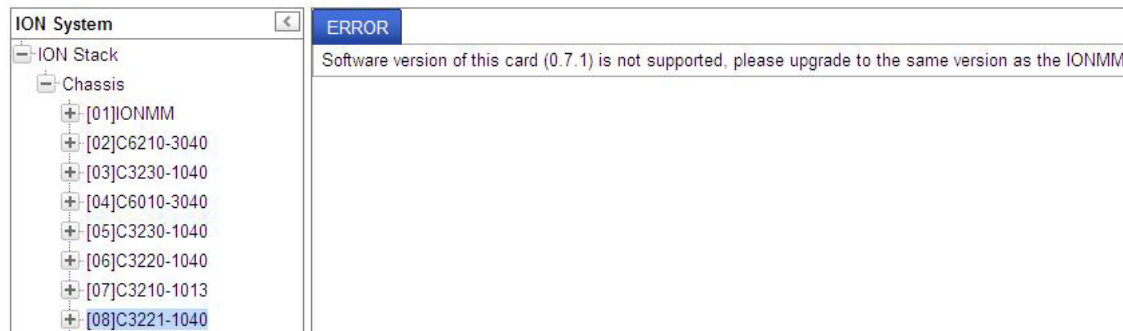 ION System
ION Stack
Chassis
[01]IONMM
[02]C6210-3040
[03]C3230-1040
[04]C6010-3040
[05]C3230-1040
[06]C3220-1040
[07]C3210-1013
[08]C3221-1040
ERROR
Software version of this card (0.7.1) is not supported, please upgrade to the same version as the IONMM